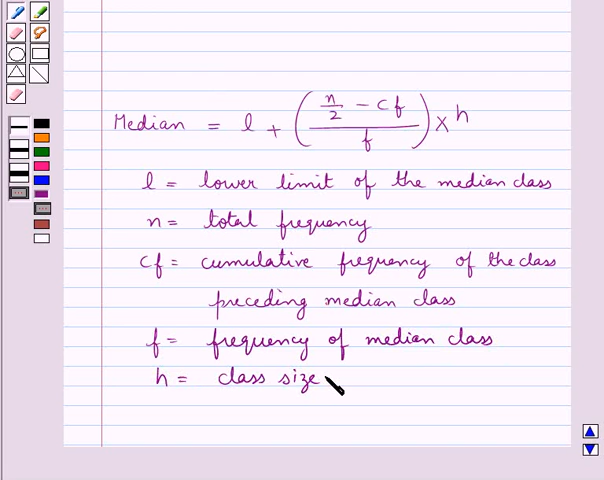 Median = l + ( (n/2 - cf) / f ) × h
l = lower limit of the median class
n = total frequency
cf = cumulative frequency of the class
preceding median class
f = frequency of median class
h = class size